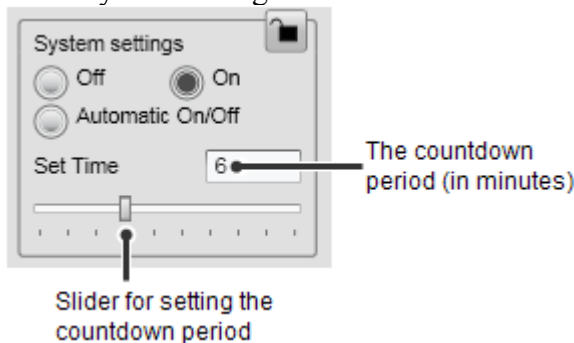 System settings
Off On
Automatic On/Off
Set Time 6
The countdown
period (in minutes)
Slider for setting the
countdown period